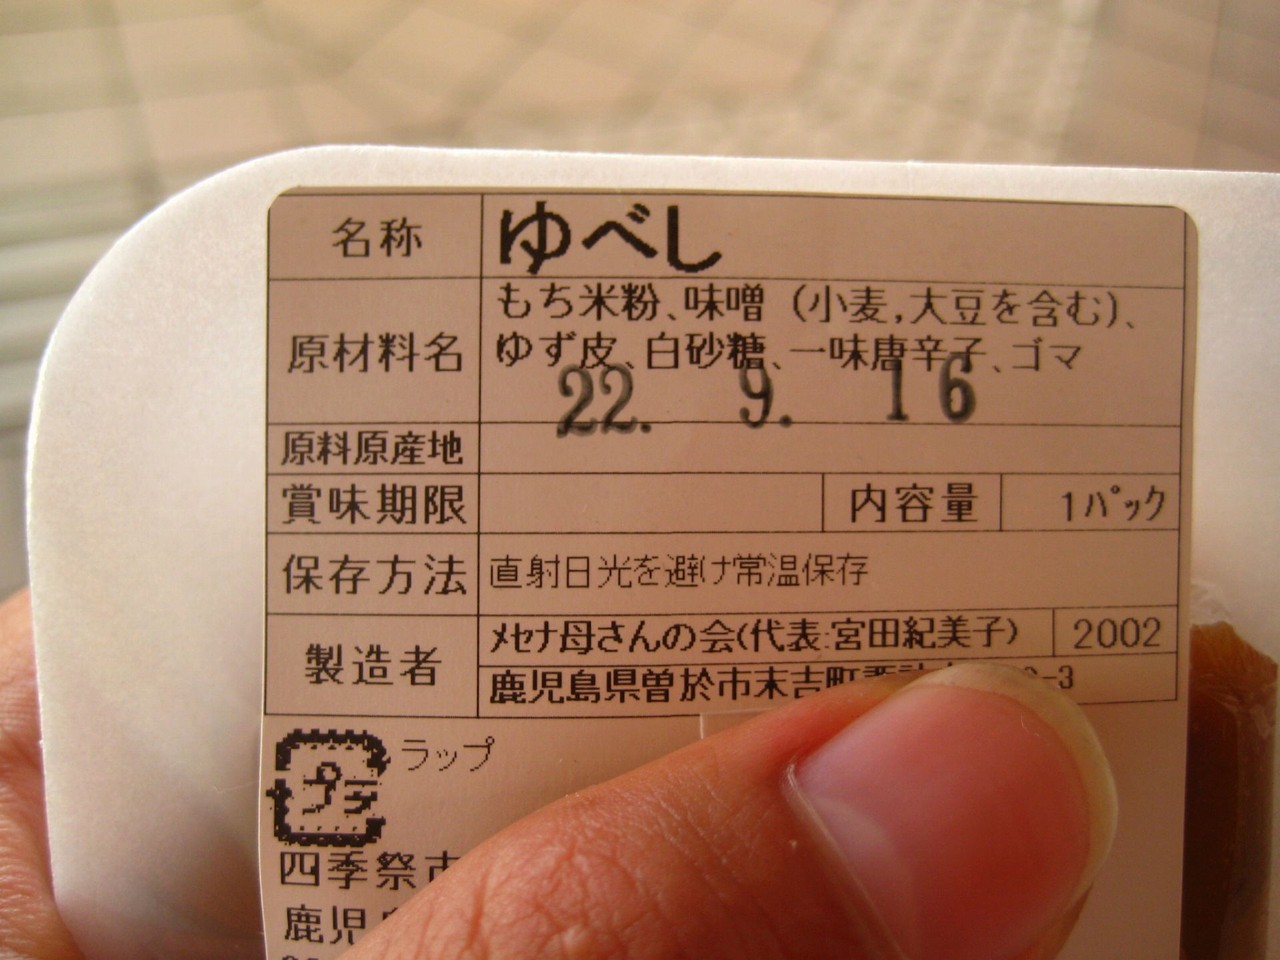 名称 ゆべし
原材料名 もち米粉、味噌（小麦,大豆を含む）、
ゆず皮、白砂糖、一味唐辛子、ゴマ
22. 9. 16
原料原産地
賞味期限 内容量 1パック
保存方法 直射日光を避け常温保存
製造者 メセナ母さんの会(代表:宮田紀美子) 2002
鹿児島県曽於市末吉町 -3
プラ ラップ
四季祭市
鹿児